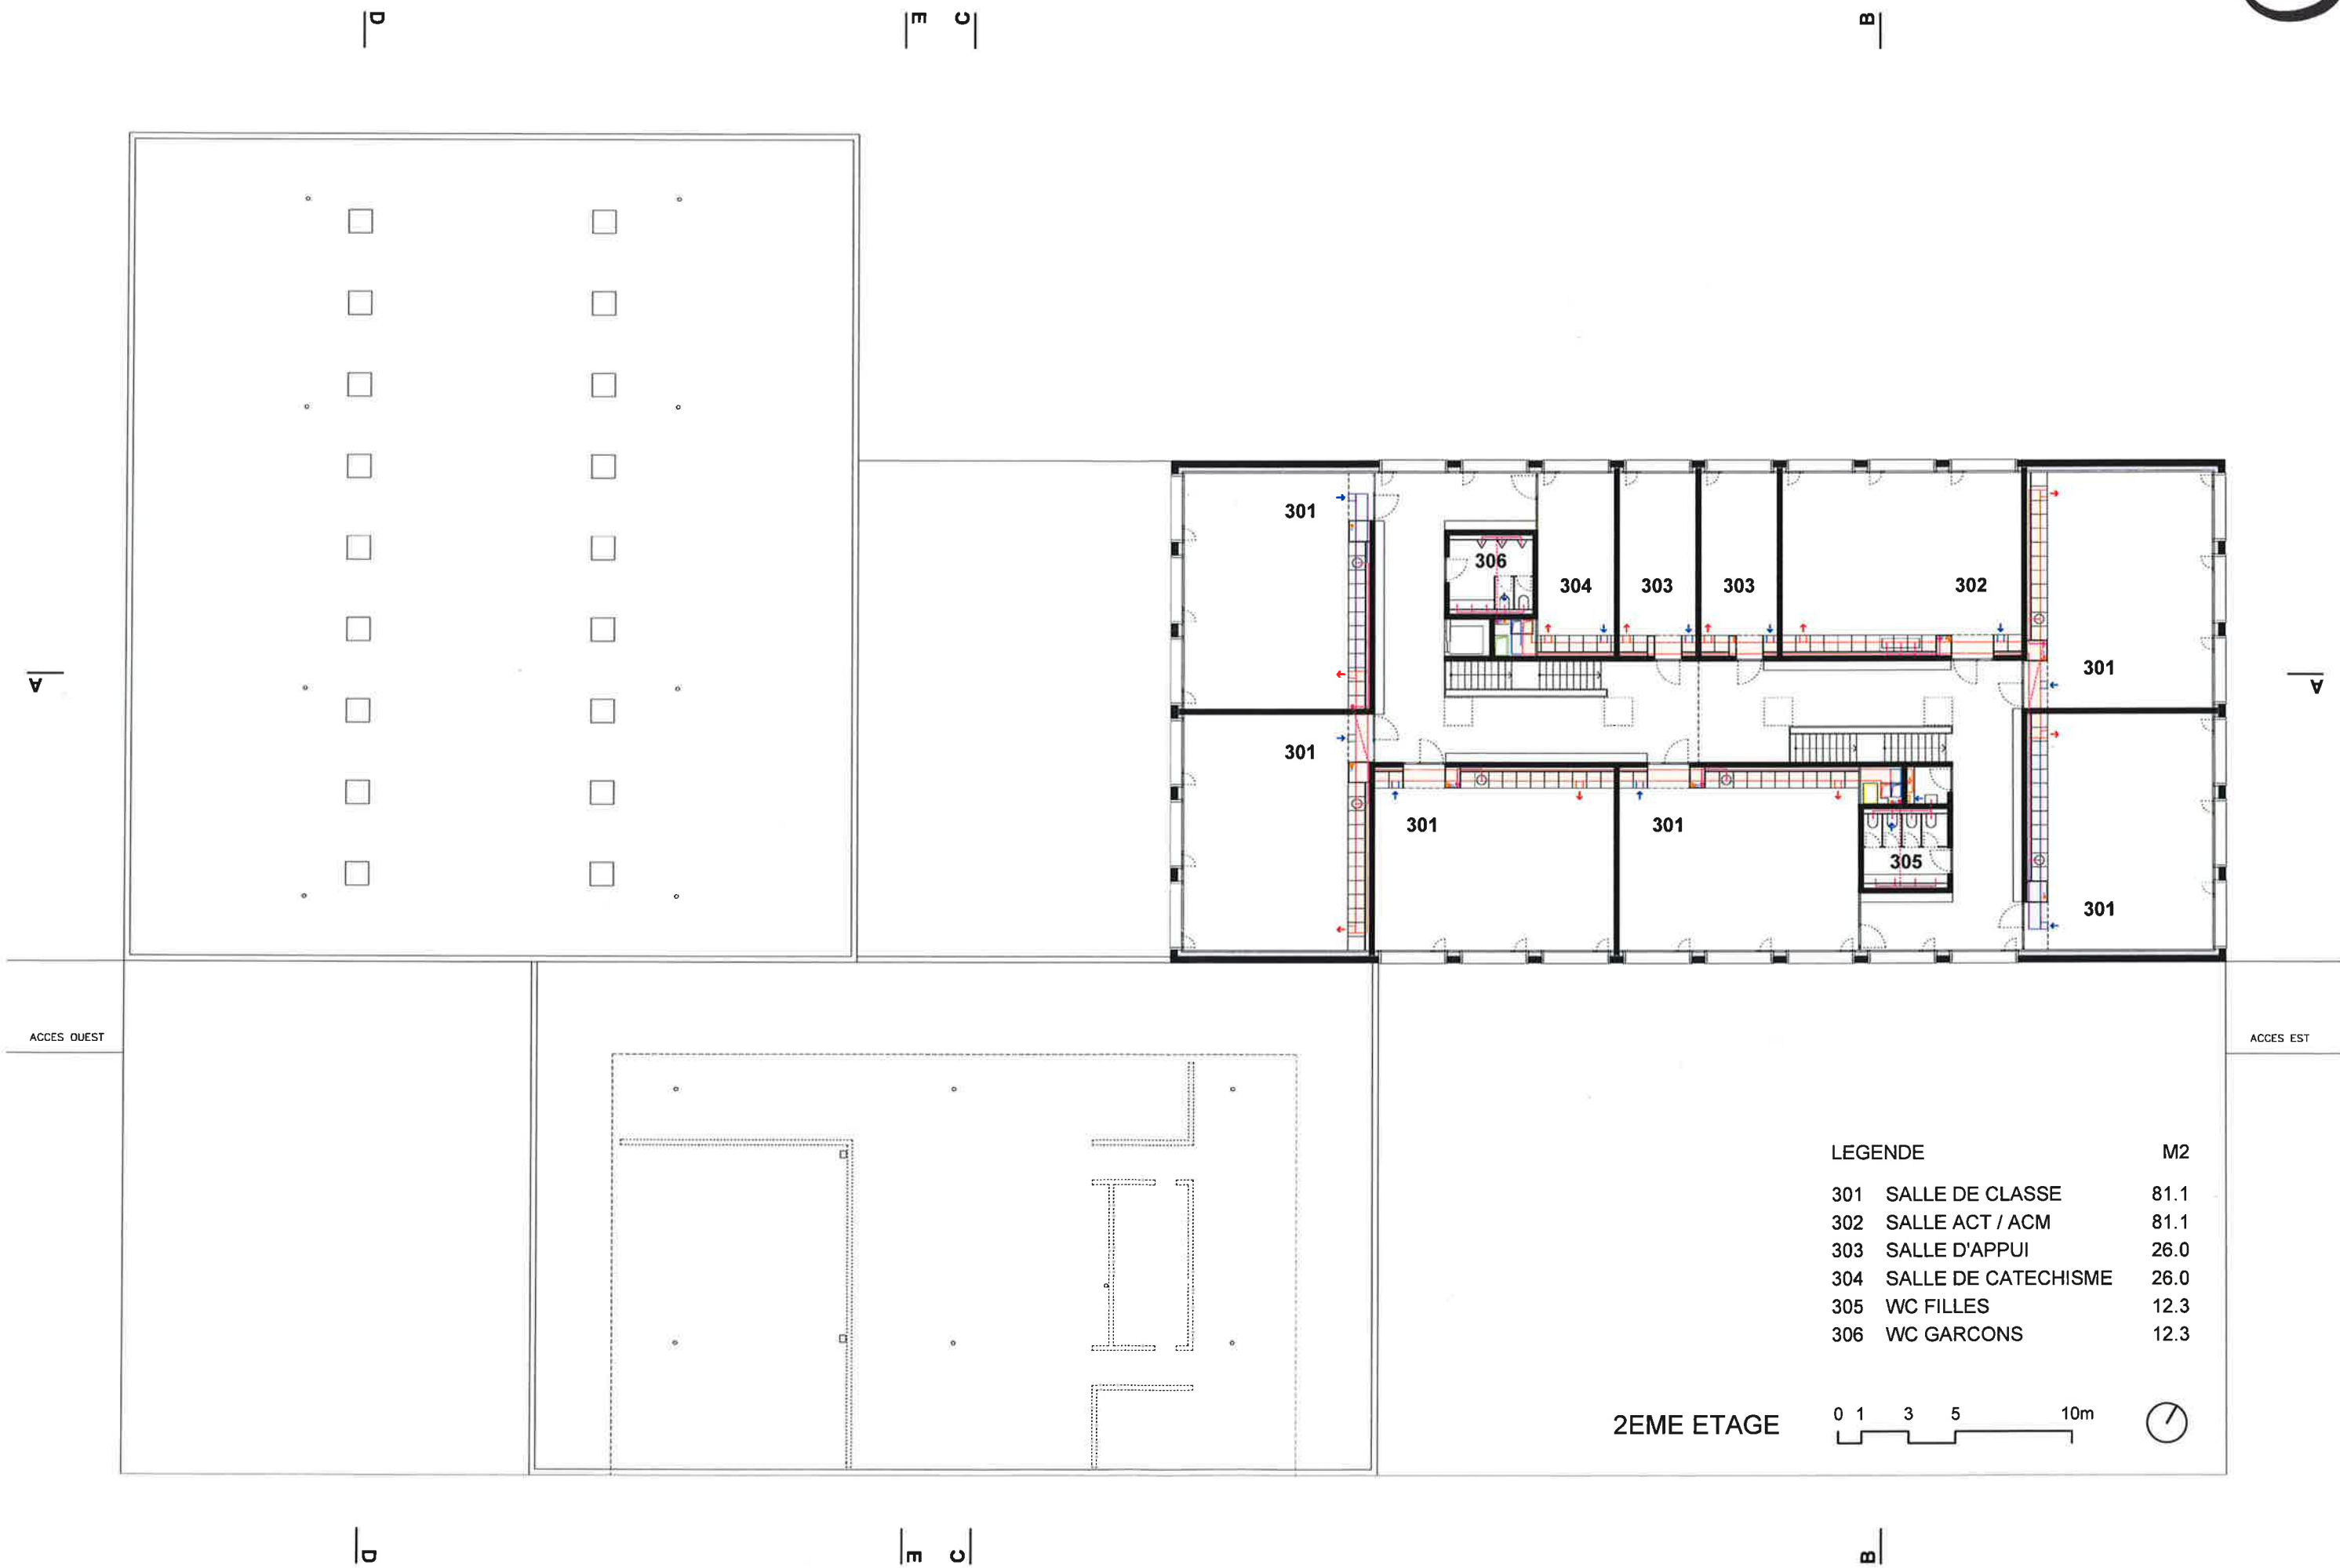 D
E C
B
301
306
304
303
303
302
301
A
A
301
301
301
305
301
ACCES OUEST
ACCES EST
LEGENDE M2
301 SALLE DE CLASSE 81.1
302 SALLE ACT / ACM 81.1
303 SALLE D'APPUI 26.0
304 SALLE DE CATECHISME 26.0
305 WC FILLES 12.3
306 WC GARCONS 12.3
2EME ETAGE
0 1 3 5 10m
D
E C
B